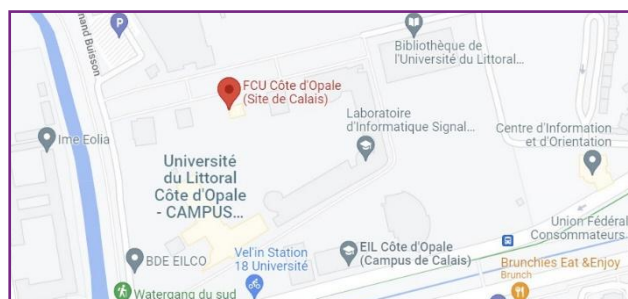 nand Buisson
P
Bibliothèque de
l'Université du Littoral...
FCU Côte d'Opale
(Site de Calais)
Laboratoire
d'Informatique Signal...
Ime Eolia
Centre d'Information
et d'Orientation
Université
du Littoral
Côte d'Opale
- CAMPUS...
Union Fédéral
Consommateurs...
EIL Côte d'Opale
(Campus de Calais)
BDE EILCO
Vel'in Station
18 Université
Brunchies Eat &Enjoy
Brunch
Watergang du sud